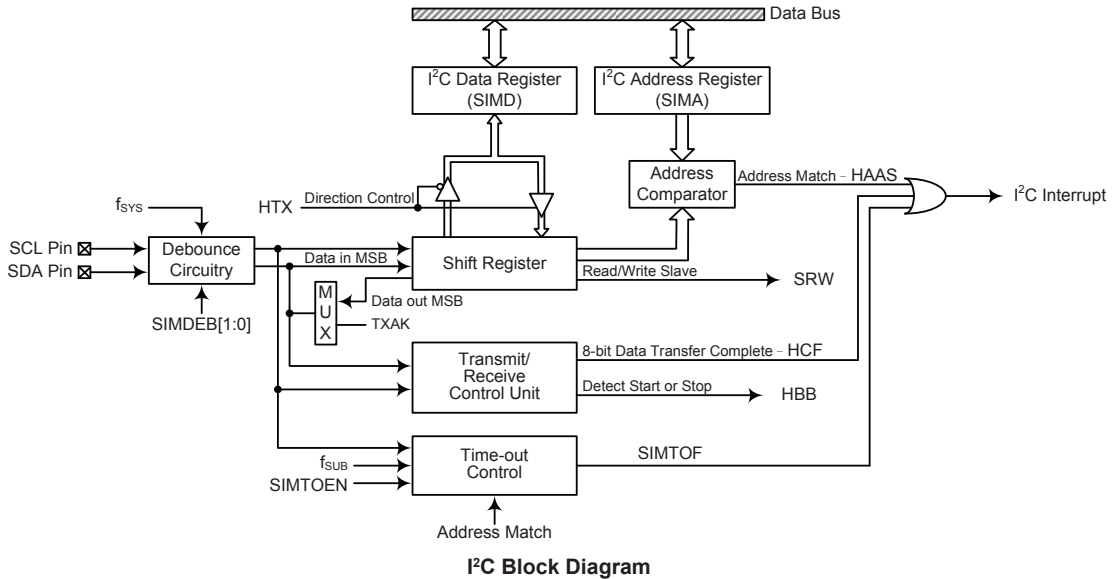 Data Bus
I²C Data Register
(SIMD)
I²C Address Register
(SIMA)
Address
Comparator
Address Match - HAAS
I²C Interrupt
HTX
Direction Control
fSYS
SCL Pin
SDA Pin
Debounce
Circuitry
SIMDEB[1:0]
Data in MSB
Shift Register
Read/Write Slave
SRW
M
U
X
Data out MSB
TXAK
Transmit/
Receive
Control Unit
8-bit Data Transfer Complete - HCF
Detect Start or Stop
HBB
fSUB
SIMTOEN
Time-out
Control
SIMTOF
Address Match
I²C Block Diagram